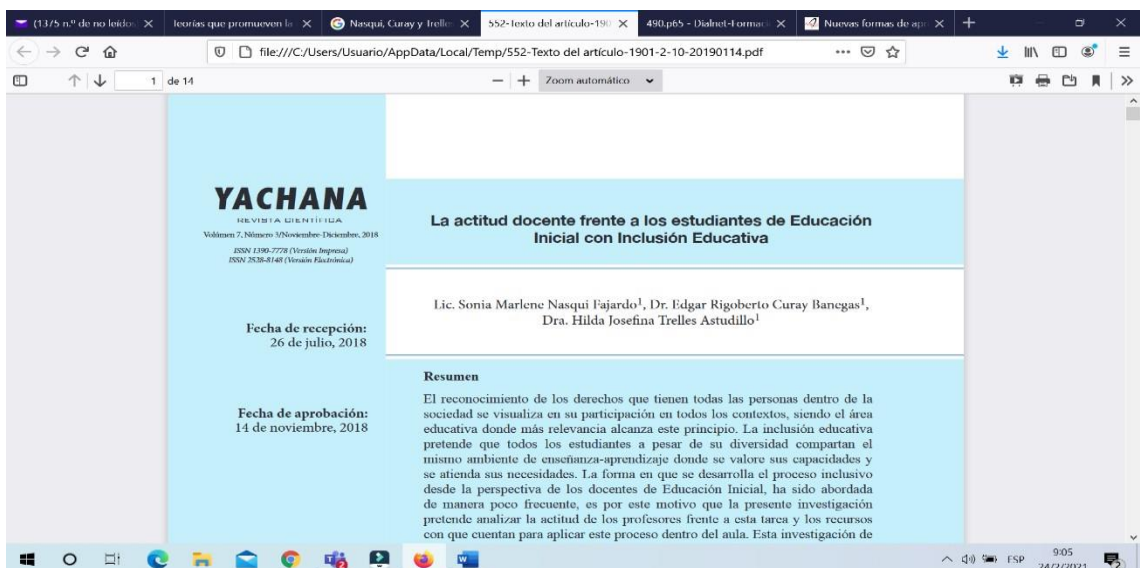 (1375 n.º de no leídos
teorías que promueven la
Nasqui, Curay y Trelle
552-Texto del artículo-190
490.p65 - Dialnet-Formaci
Nuevas formas de apr
file:///C:/Users/Usuario/AppData/Local/Temp/552-Texto del artículo-1901-2-10-20190114.pdf
1 de 14
Zoom automático
YACHANA
REVISTA CIENTÍFICA
Volúmen 7, Número 3/Noviembre-Diciembre, 2018
ISSN 1390-7778 (Versión Impresa)
ISSN 2528-8148 (Versión Electrónica)
La actitud docente frente a los estudiantes de Educación
Inicial con Inclusión Educativa
Lic. Sonia Marlene Nasqui Fajardo1, Dr. Edgar Rigoberto Curay Banegas1,
Dra. Hilda Josefina Trelles Astudillo1
Fecha de recepción:
26 de julio, 2018
Fecha de aprobación:
14 de noviembre, 2018
Resumen
El reconocimiento de los derechos que tienen todas las personas dentro de la
sociedad se visualiza en su participación en todos los contextos, siendo el área
educativa donde más relevancia alcanza este principio. La inclusión educativa
pretende que todos los estudiantes a pesar de su diversidad compartan el
mismo ambiente de enseñanza-aprendizaje donde se valore sus capacidades y
se atienda sus necesidades. La forma en que se desarrolla el proceso inclusivo
desde la perspectiva de los docentes de Educación Inicial, ha sido abordada
de manera poco frecuente, es por este motivo que la presente investigación
pretende analizar la actitud de los profesores frente a esta tarea y los recursos
con que cuentan para aplicar este proceso dentro del aula. Esta investigación de
ESP
9:05
24/2/2021